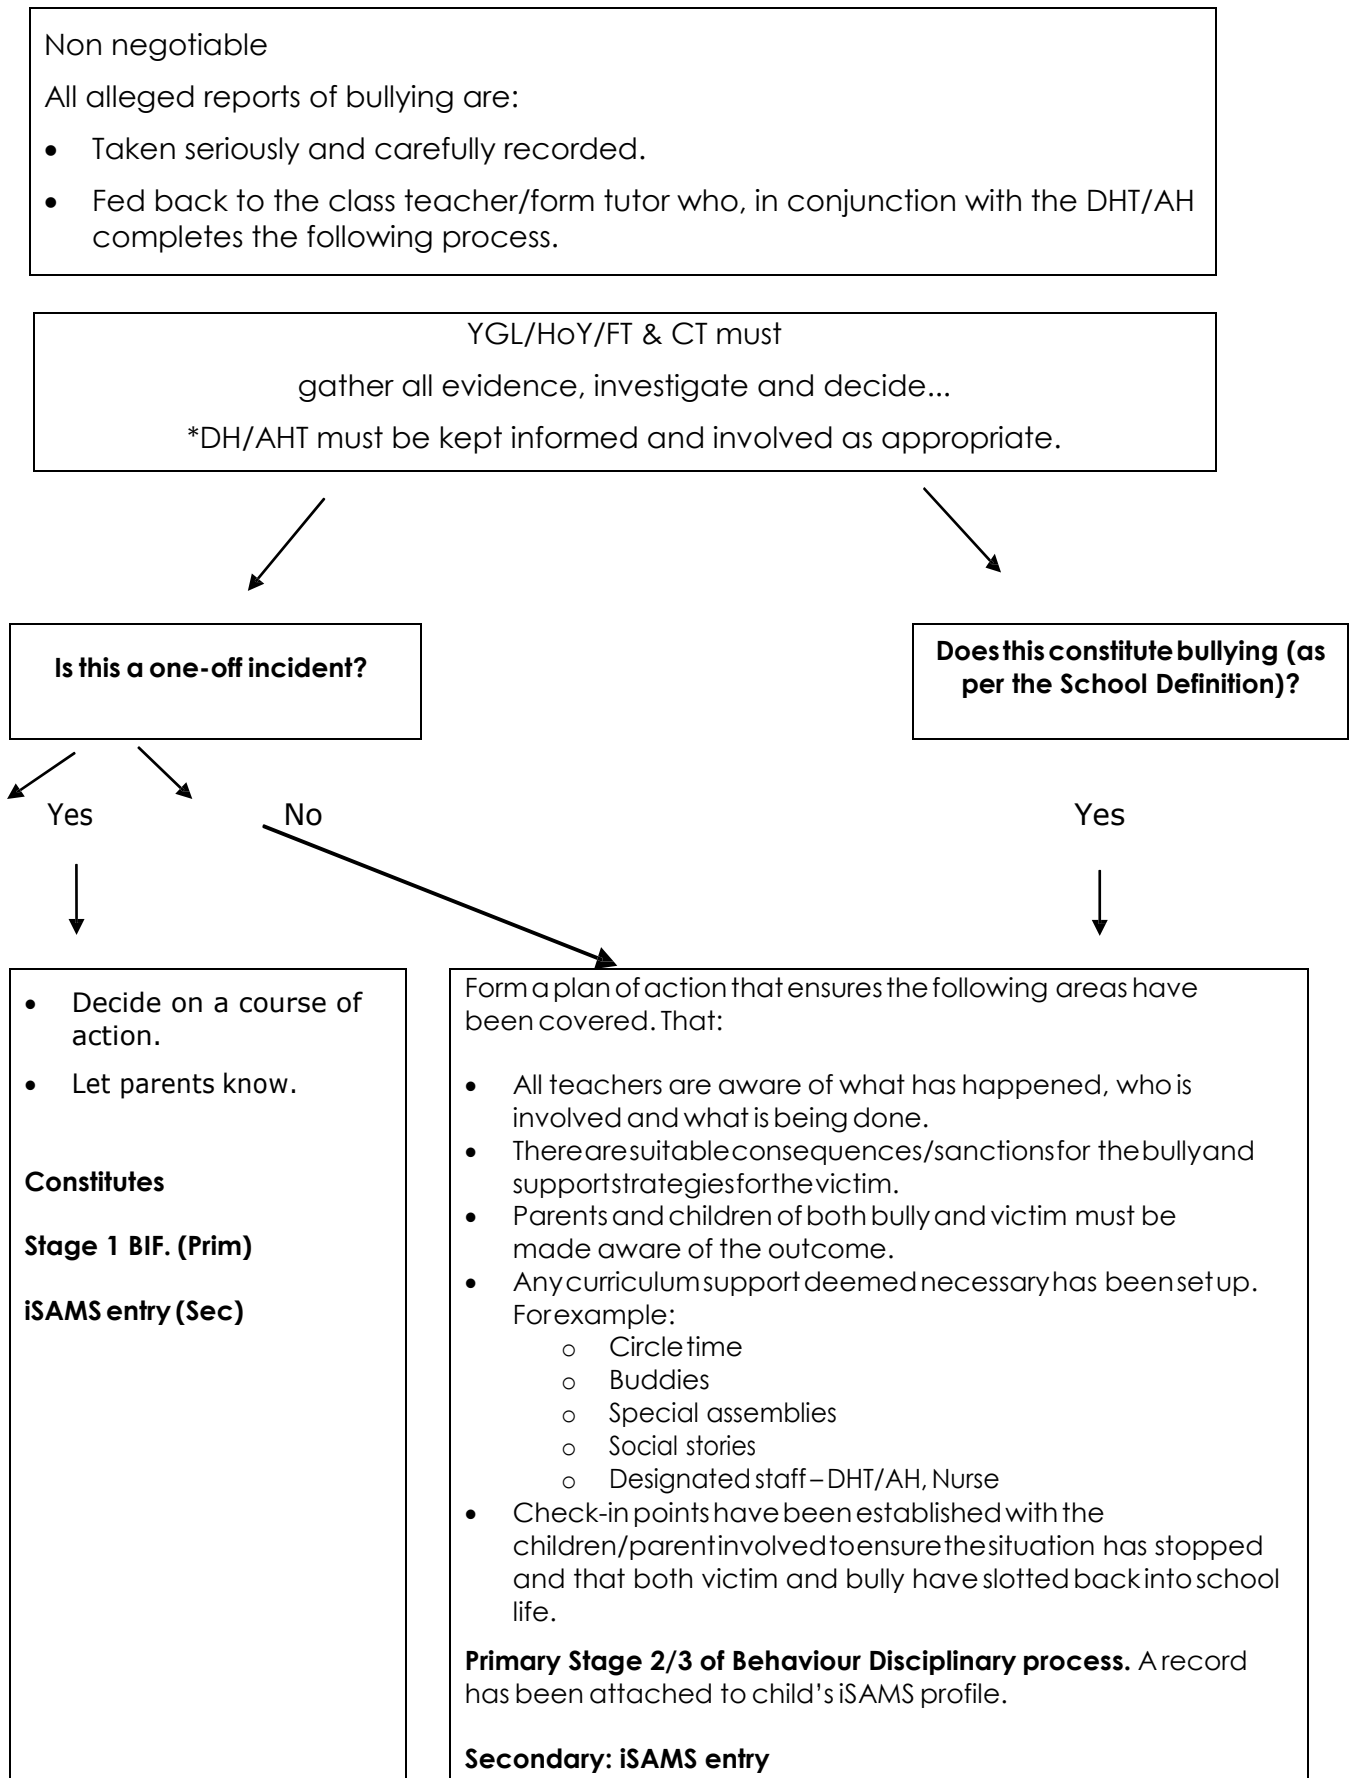 Non negotiable
All alleged reports of bullying are:
• Taken seriously and carefully recorded.
• Fed back to the class teacher/form tutor who, in conjunction with the DHT/AH
completes the following process.
YGL/HoY/FT & CT must
gather all evidence, investigate and decide...
*DH/AHT must be kept informed and involved as appropriate.
Is this a one-off incident?
Does this constitute bullying (as
per the School Definition)?
Yes
No
Yes
• Decide on a course of
action.
• Let parents know.
Constitutes
Stage 1 BIF. (Prim)
iSAMS entry (Sec)
Form a plan of action that ensures the following areas have
been covered. That:
• All teachers are aware of what has happened, who is
involved and what is being done.
• There are suitable consequences/sanctions for the bully and
support strategies for the victim.
• Parents and children of both bully and victim must be
made aware of the outcome.
• Any curriculum support deemed necessary has been set up.
For example:
o Circle time
o Buddies
o Special assemblies
o Social stories
o Designated staff – DHT/AH, Nurse
• Check-in points have been established with the
children/parent involved to ensure the situation has stopped
and that both victim and bully have slotted back into school
life.
Primary Stage 2/3 of Behaviour Disciplinary process. A record
has been attached to child's iSAMS profile.
Secondary: iSAMS entry